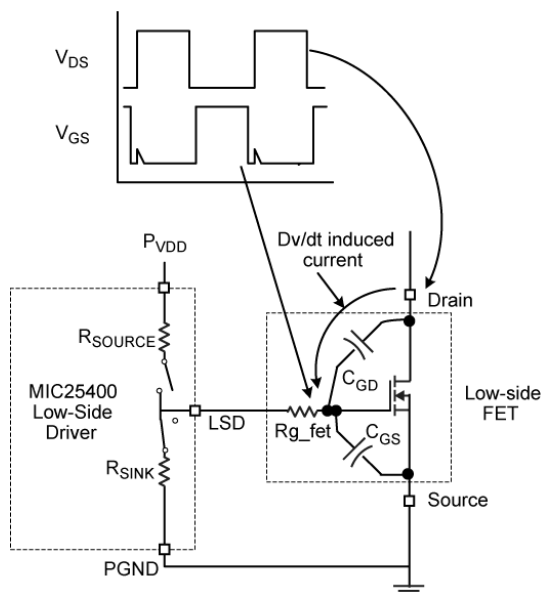 VDS
VGS
Dv/dt induced
current
PVDD
Drain
RSOURCE
CGD
MIC25400
Low-Side
Driver
Low-side
FET
LSD
Rg_fet
CGS
RSINK
Source
PGND